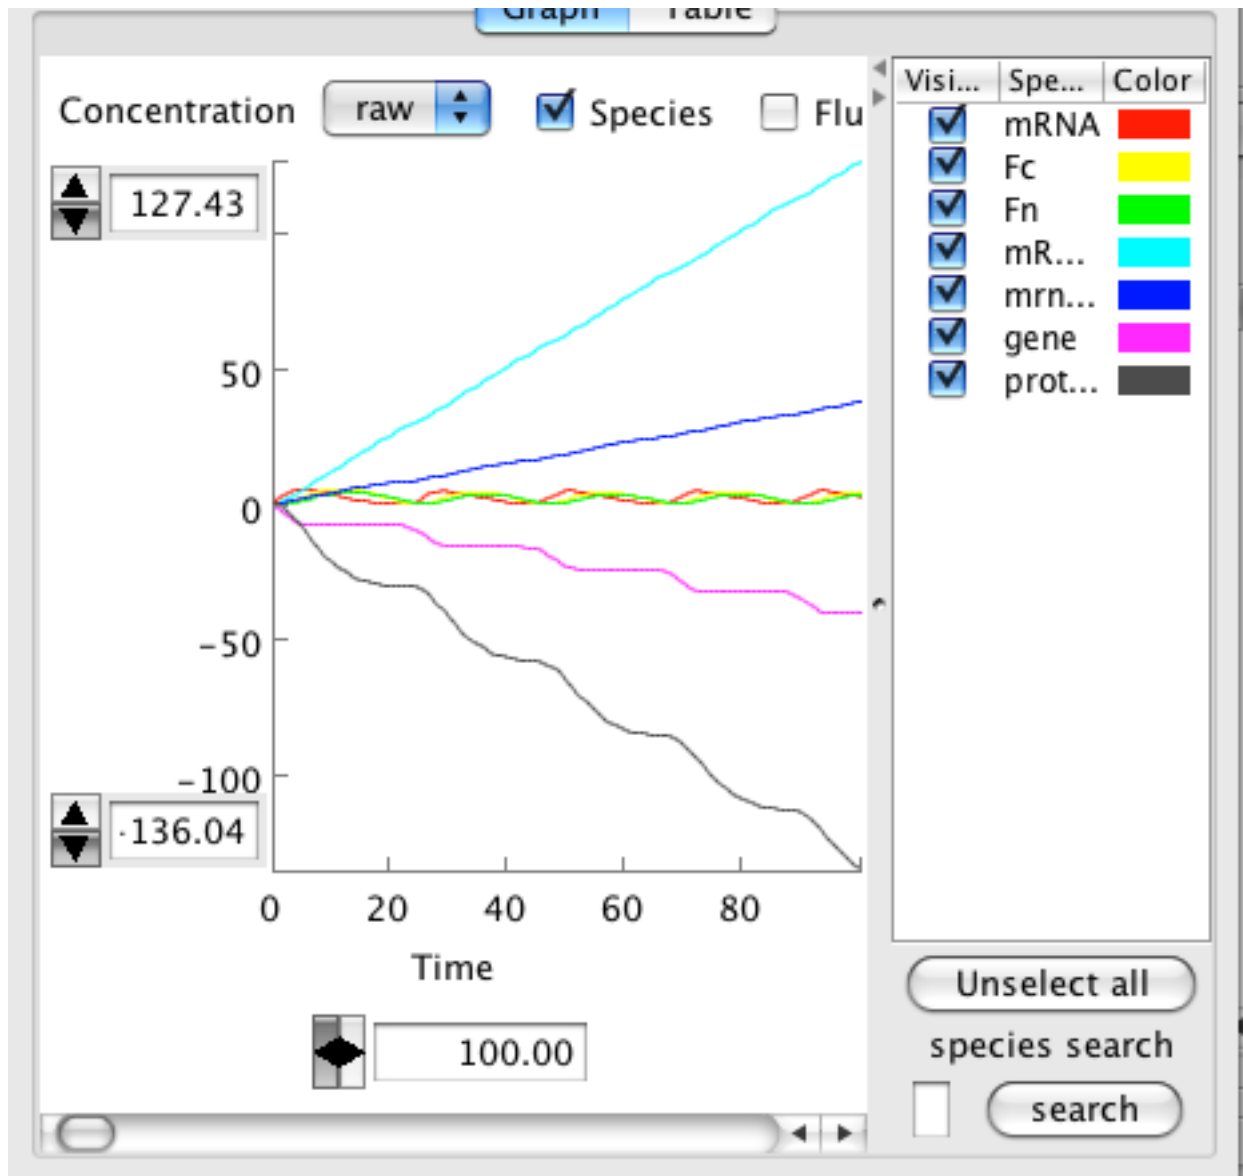 Graph Table
Concentration raw Species Flu
127.43
50
0
-50
-100
-136.04
0 20 40 60 80
Time
100.00
Visi... Spe... Color
mRNA
Fc
Fn
mR...
mrn...
gene
prot...
Unselect all
species search
search